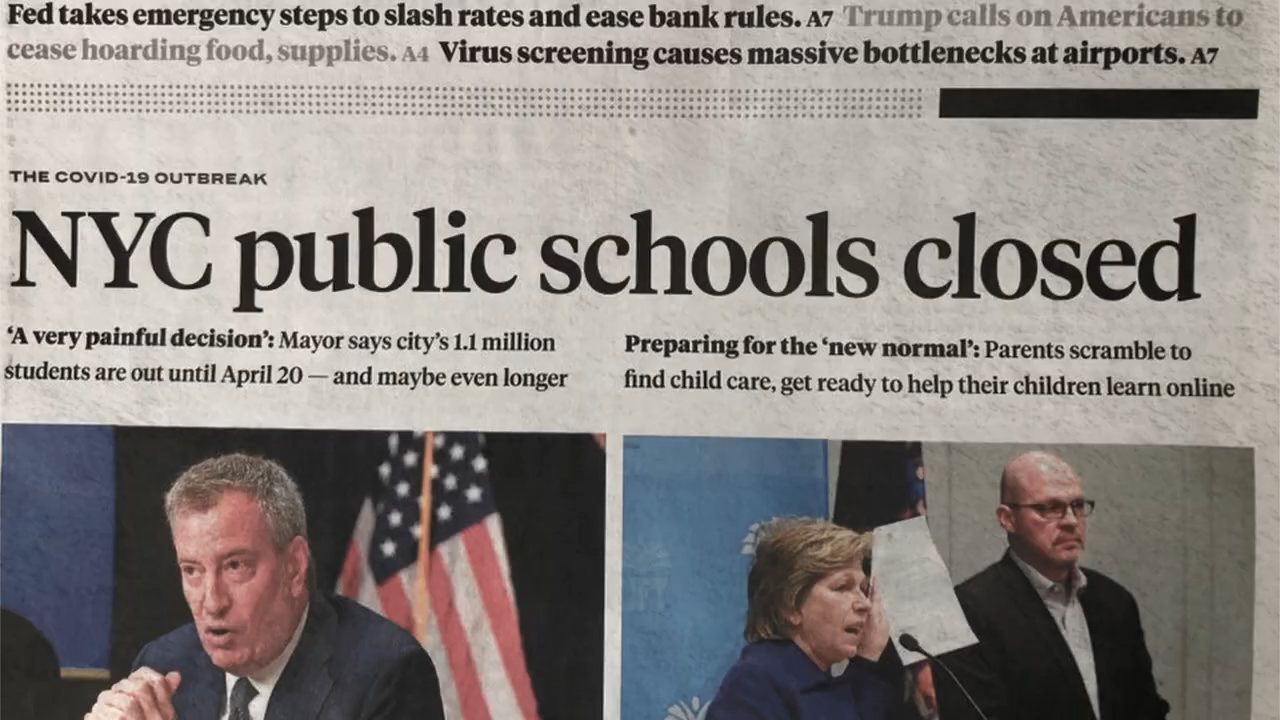 Fed takes emergency steps to slash rates and ease bank rules. A7 Trump calls on Americans to
cease hoarding food, supplies. A4 Virus screening causes massive bottlenecks at airports. A7
THE COVID-19 OUTBREAK
NYC public schools closed
‘A very painful decision’: Mayor says city’s 1.1 million
students are out until April 20 — and maybe even longer
Preparing for the ‘new normal’: Parents scramble to
find child care, get ready to help their children learn online